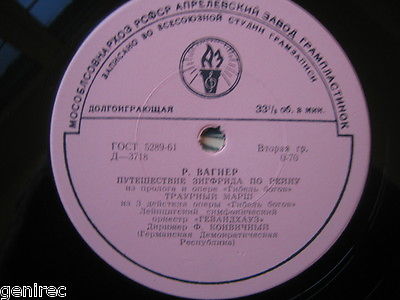 МОСОБЛСОВНАРХОЗ РСФСР АПРЕЛЕВСКИЙ ЗАВОД ГРАМПЛАСТИНОК
ЗАПИСАНО ВО ВСЕСОЮЗНОЙ СТУДИИ ГРАМЗАПИСИ
АЗ
ДОЛГОИГРАЮЩАЯ 33⅓ об. в мин.
ГОСТ 5289-61 Вторая гр.
Д—3718 0-70
Р. ВАГНЕР
ПУТЕШЕСТВИЕ ЗИГФРИДА ПО РЕЙНУ
из пролога к опере «Гибель богов»
ТРАУРНЫЙ МАРШ
из 3 действия оперы «Гибель богов»
Лейпцигский симфонический
оркестр «ГЕВАНДХАУЗ»
Дирижер Ф. КОНВИЧНЫЙ
(Германская Демократическая
Республика)
genirec